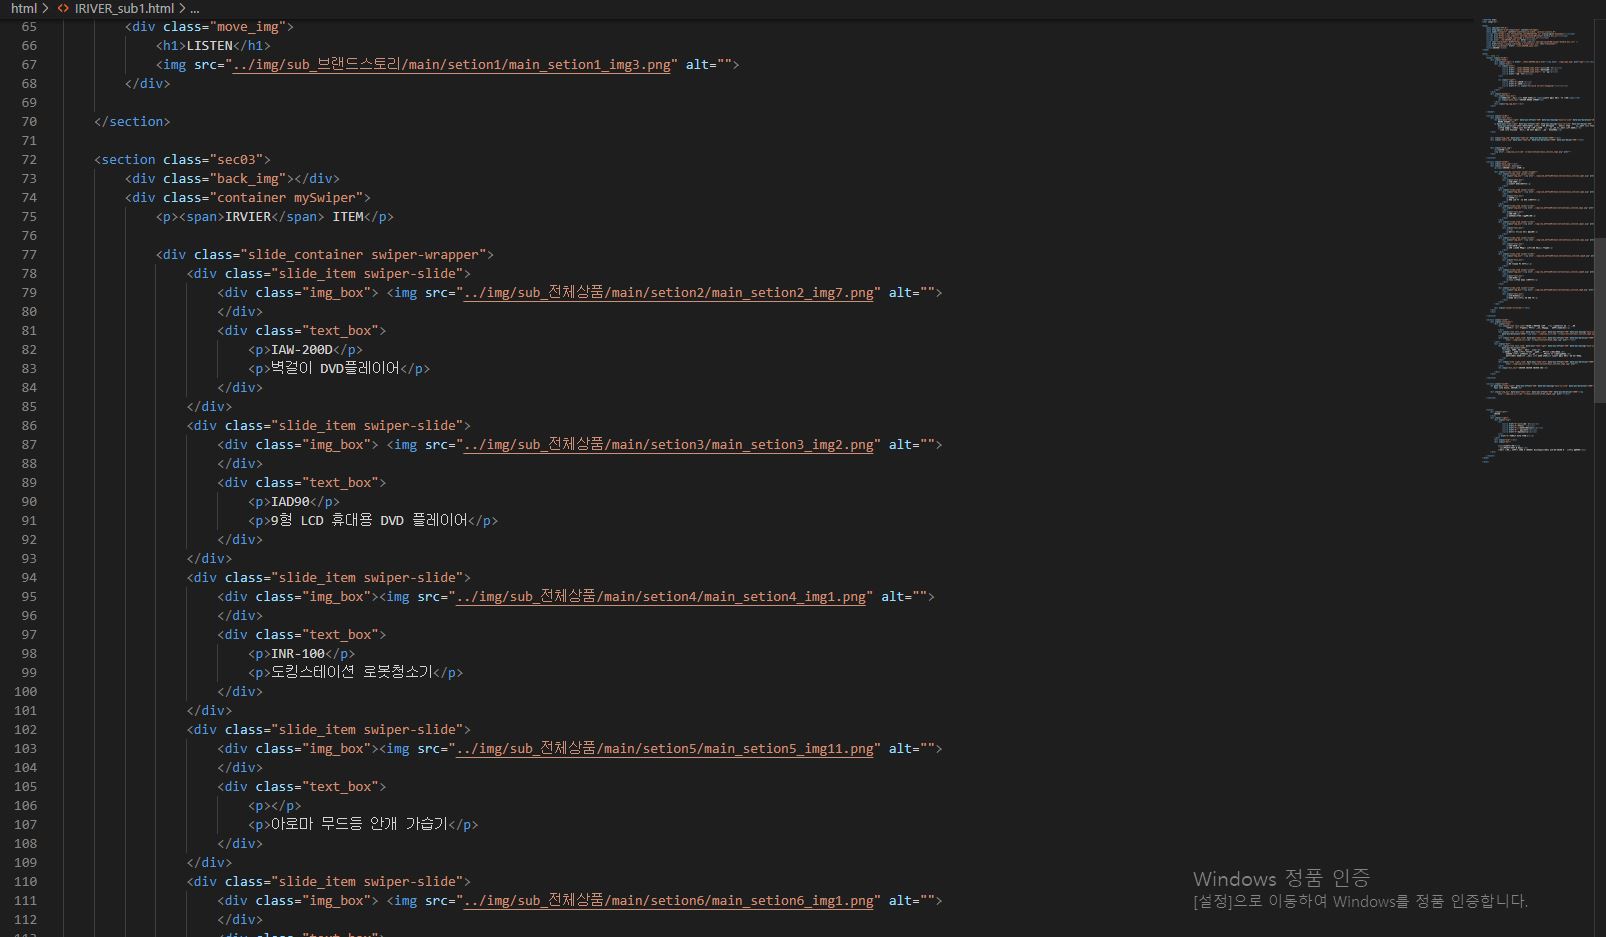 html > <> IRIVER_sub1.html > ...
65 <div class="move_img">
66 <h1>LISTEN</h1>
67 <img src="../img/sub_브랜드스토리/main/setion1/main_setion1_img3.png" alt="">
68 </div>
69
70 </section>
71
72 <section class="sec03">
73 <div class="back_img"></div>
74 <div class="container mySwiper">
75 <p><span>IRVIER</span> ITEM</p>
76
77 <div class="slide_container swiper-wrapper">
78 <div class="slide_item swiper-slide">
79 <div class="img_box"> <img src="../img/sub_전체상품/main/setion2/main_setion2_img7.png" alt="">
80 </div>
81 <div class="text_box">
82 <p>IAW-200D</p>
83 <p>벽걸이 DVD플레이어</p>
84 </div>
85 </div>
86 <div class="slide_item swiper-slide">
87 <div class="img_box"> <img src="../img/sub_전체상품/main/setion3/main_setion3_img2.png" alt="">
88 </div>
89 <div class="text_box">
90 <p>IAD90</p>
91 <p>9형 LCD 휴대용 DVD 플레이어</p>
92 </div>
93 </div>
94 <div class="slide_item swiper-slide">
95 <div class="img_box"><img src="../img/sub_전체상품/main/setion4/main_setion4_img1.png" alt="">
96 </div>
97 <div class="text_box">
98 <p>INR-100</p>
99 <p>도킹스테이션 로봇청소기</p>
100 </div>
101 </div>
102 <div class="slide_item swiper-slide">
103 <div class="img_box"><img src="../img/sub_전체상품/main/setion5/main_setion5_img11.png" alt="">
104 </div>
105 <div class="text_box">
106 <p></p>
107 <p>아로마 무드등 안개 가습기</p>
108 </div>
109 </div>
110 <div class="slide_item swiper-slide">
111 <div class="img_box"> <img src="../img/sub_전체상품/main/setion6/main_setion6_img1.png" alt="">
112 </div>
113 <div class="text_box">
Windows 정품 인증
[설정]으로 이동하여 Windows를 정품 인증합니다.